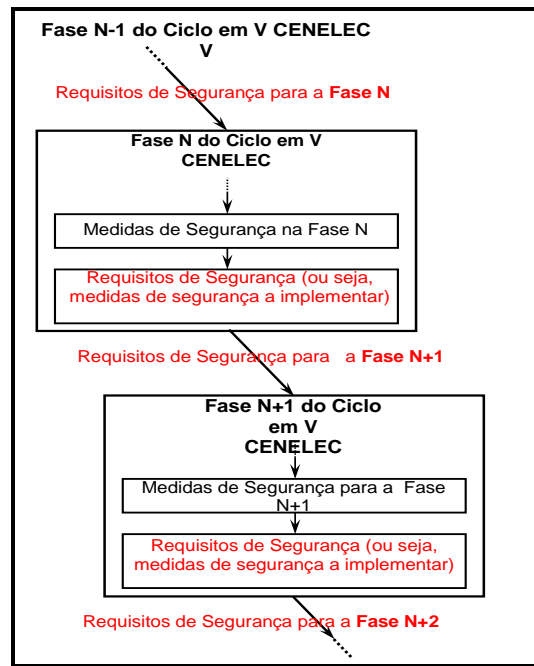 Fase N-1 do Ciclo em V CENELEC
V
Requisitos de Segurança para a Fase N
Fase N do Ciclo em V
CENELEC
Medidas de Segurança na Fase N
Requisitos de Segurança (ou seja,
medidas de segurança a implementar)
Requisitos de Segurança para a Fase N+1
Fase N+1 do Ciclo
em V
CENELEC
Medidas de Segurança para a Fase
N+1
Requisitos de Segurança (ou seja,
medidas de segurança a implementar)
Requisitos de Segurança para a Fase N+2